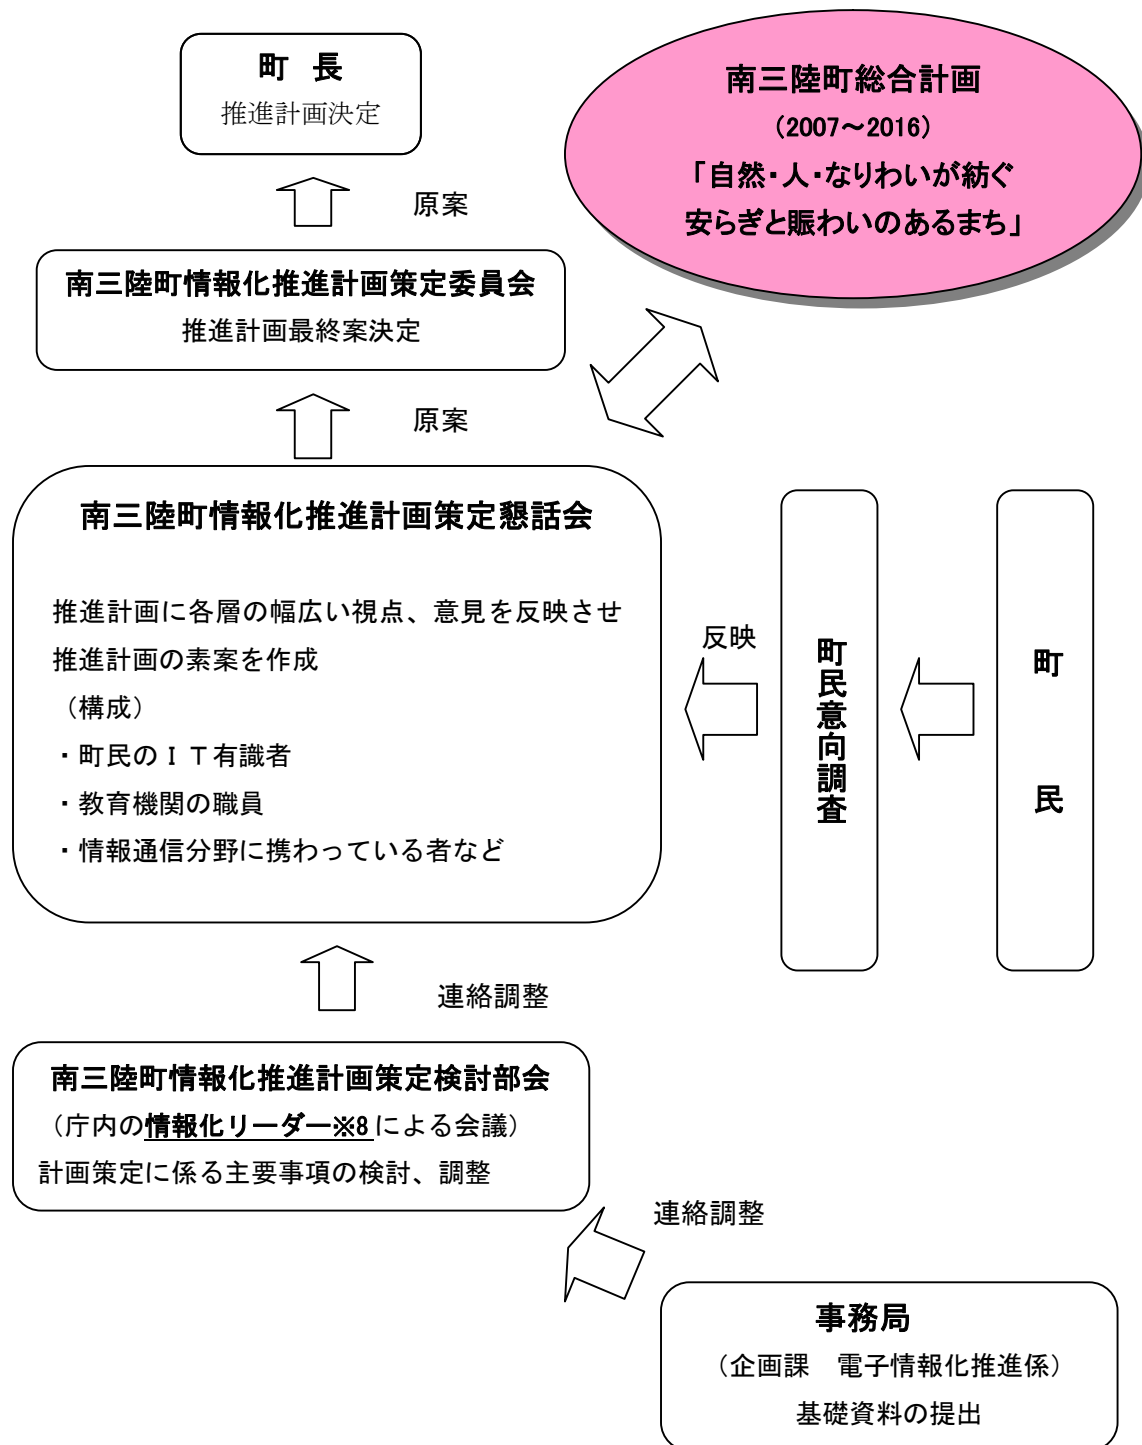 町 長
推進計画決定
南三陸町総合計画
（2007～2016）
「自然・人・なりわいが紡ぐ
安らぎと賑わいのあるまち」
原案
南三陸町情報化推進計画策定委員会
推進計画最終案決定
原案
南三陸町情報化推進計画策定懇話会
推進計画に各層の幅広い視点、意見を反映させ
推進計画の素案を作成
（構成）
・町民のＩＴ有識者
・教育機関の職員
・情報通信分野に携わっている者など
反映
町民意向調査
町 民
連絡調整
南三陸町情報化推進計画策定検討部会
（庁内の情報化リーダー※8による会議）
計画策定に係る主要事項の検討、調整
連絡調整
事務局
（企画課　電子情報化推進係）
基礎資料の提出